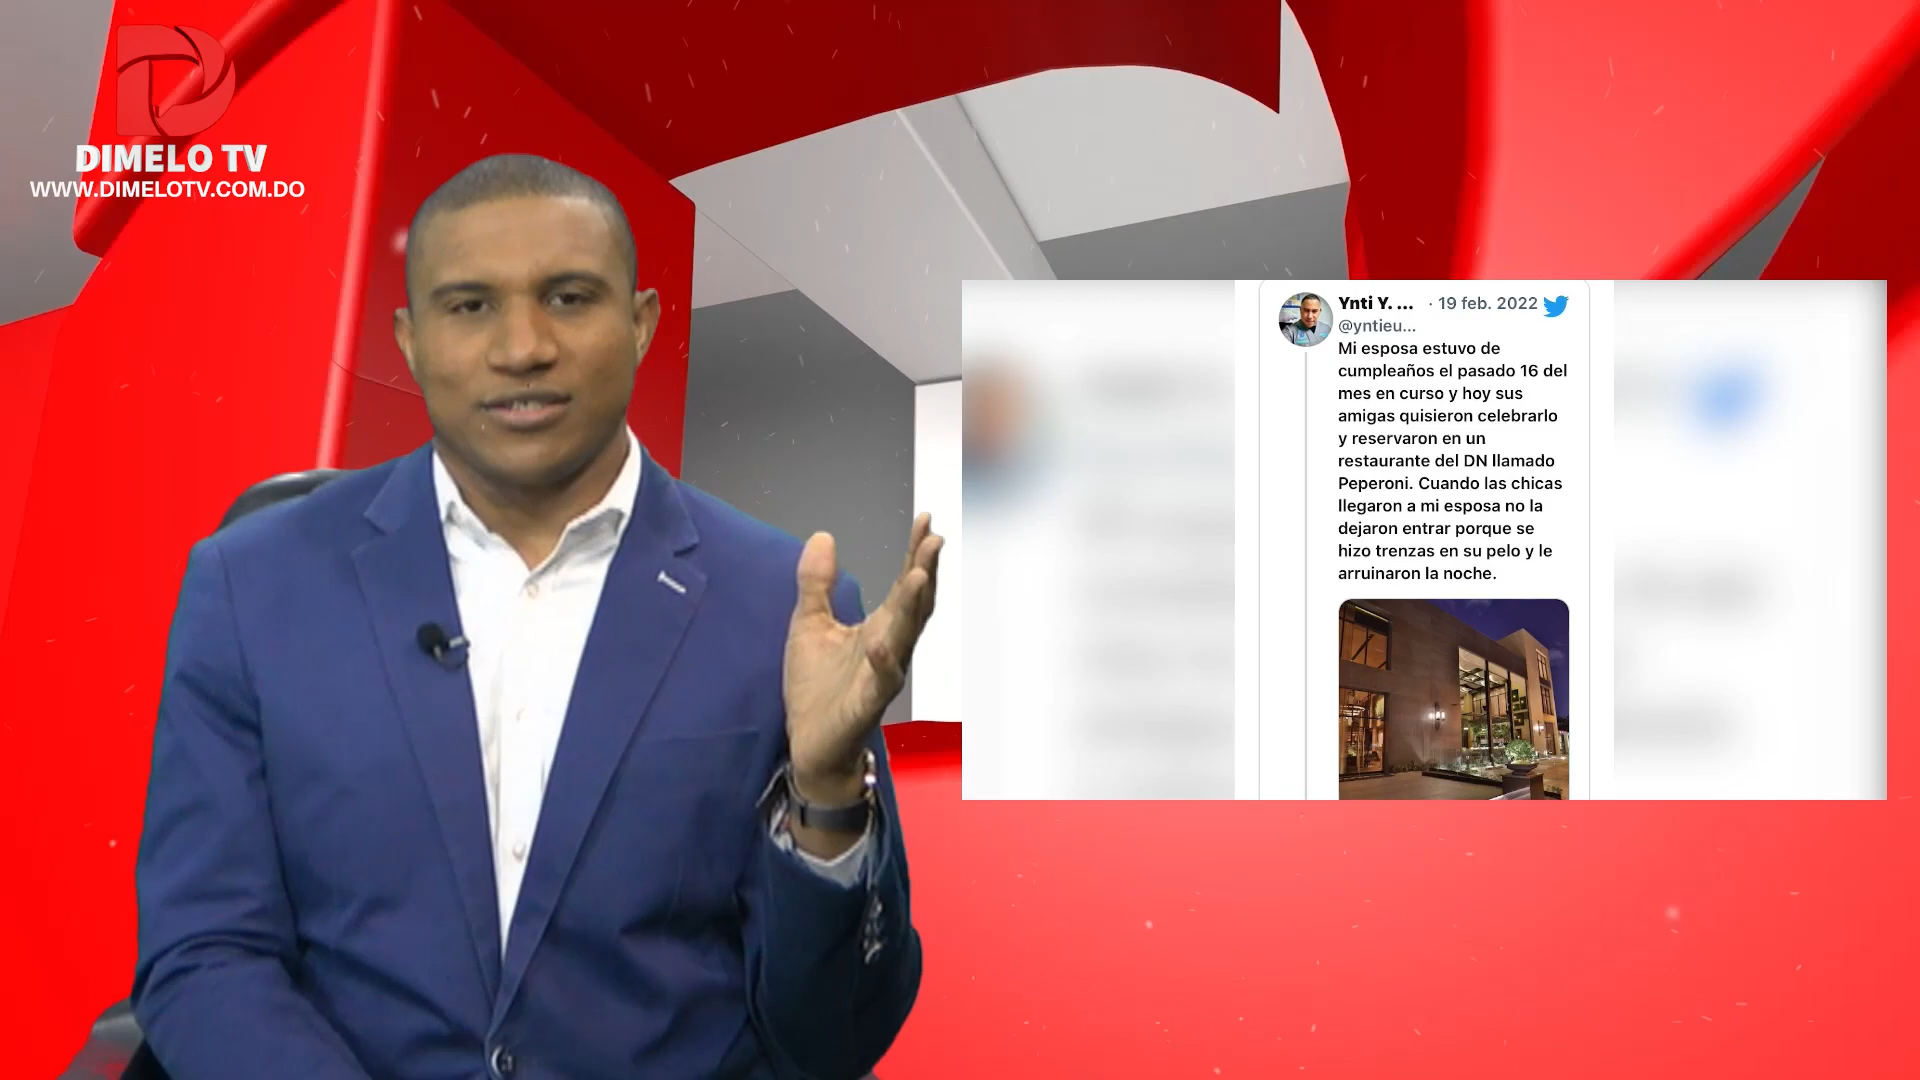 DIMELO TV
WWW.DIMELOTV.COM.DO
Ynti Y. ... · 19 feb. 2022
@yntieu...
Mi esposa estuvo de
cumpleaños el pasado 16 del
mes en curso y hoy sus
amigas quisieron celebrarlo
y reservaron en un
restaurante del DN llamado
Peperoni. Cuando las chicas
llegaron a mi esposa no la
dejaron entrar porque se
hizo trenzas en su pelo y le
arruinaron la noche.